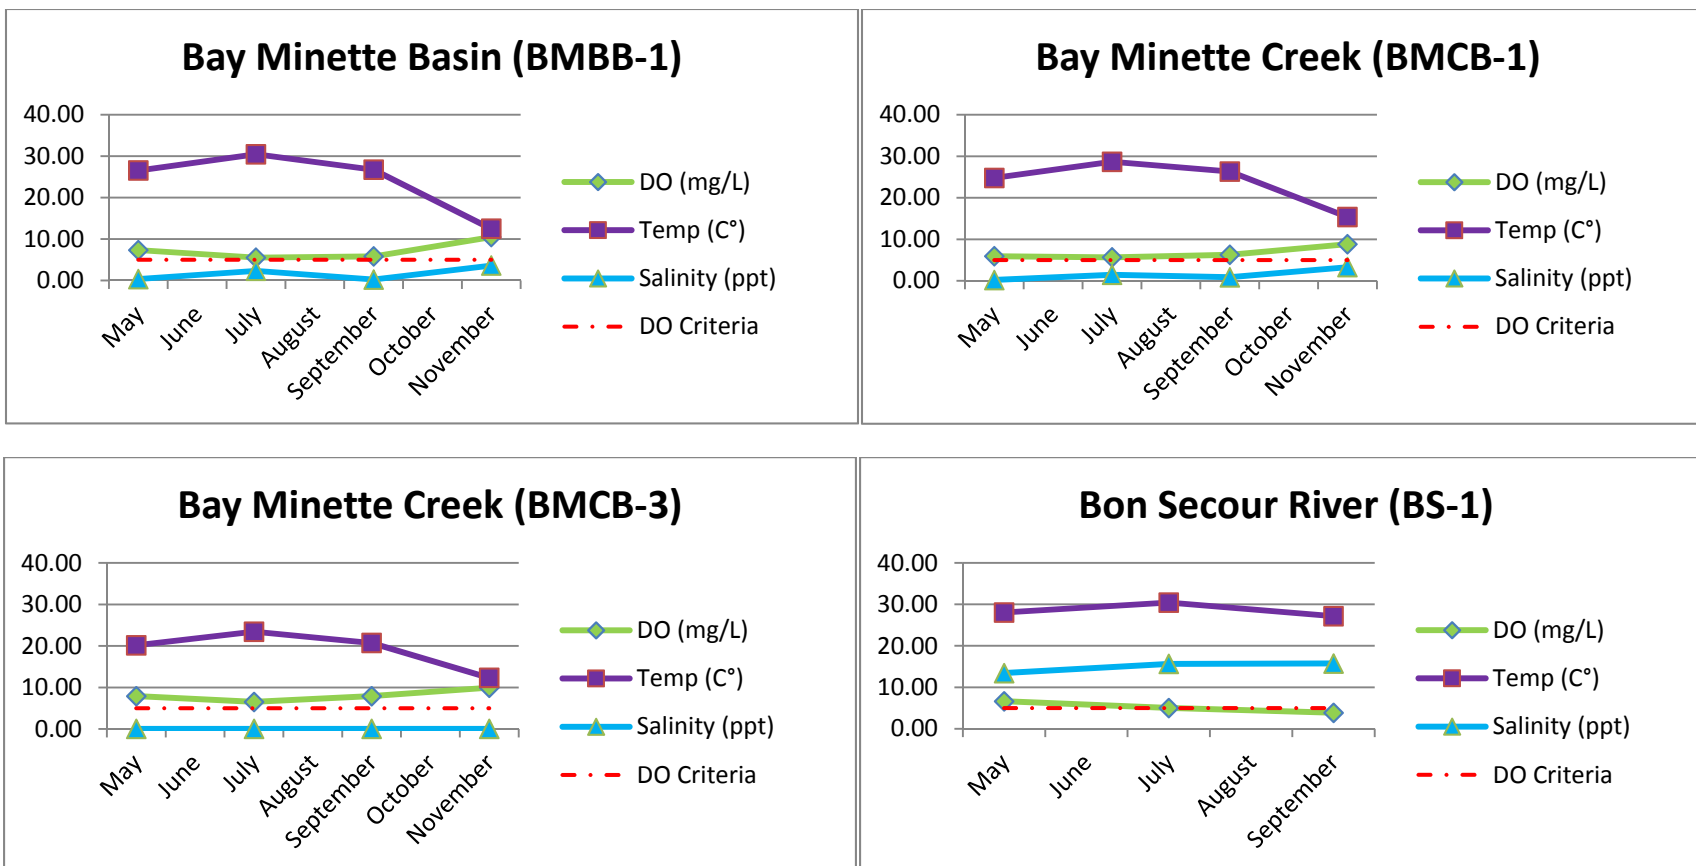 Bay Minette Basin (BMBB-1)
40.00
30.00
20.00
10.00
0.00
May
June
July
August
September
October
November
DO (mg/L)
Temp (C°)
Salinity (ppt)
DO Criteria
Bay Minette Creek (BMCB-1)
40.00
30.00
20.00
10.00
0.00
May
June
July
August
September
October
November
DO (mg/L)
Temp (C°)
Salinity (ppt)
DO Criteria
Bay Minette Creek (BMCB-3)
40.00
30.00
20.00
10.00
0.00
May
June
July
August
September
October
November
DO (mg/L)
Temp (C°)
Salinity (ppt)
DO Criteria
Bon Secour River (BS-1)
40.00
30.00
20.00
10.00
0.00
May
June
July
August
September
DO (mg/L)
Temp (C°)
Salinity (ppt)
DO Criteria